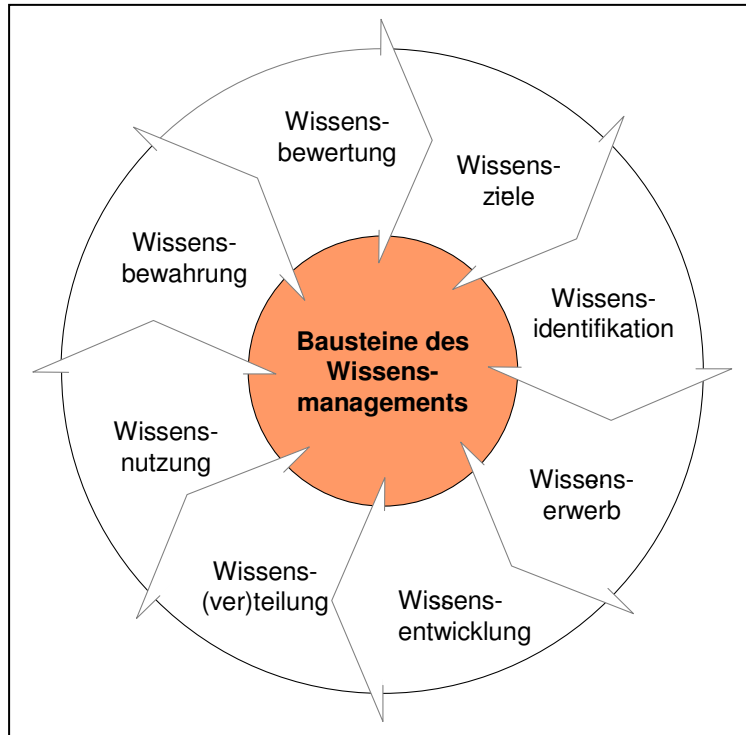 Wissens-
bewertung
Wissens-
ziele
Wissens-
identifikation
Wissens-
erwerb
Wissens-
entwicklung
Wissens-
(ver)teilung
Wissens-
nutzung
Wissens-
bewahrung
Bausteine des
Wissens-
managements